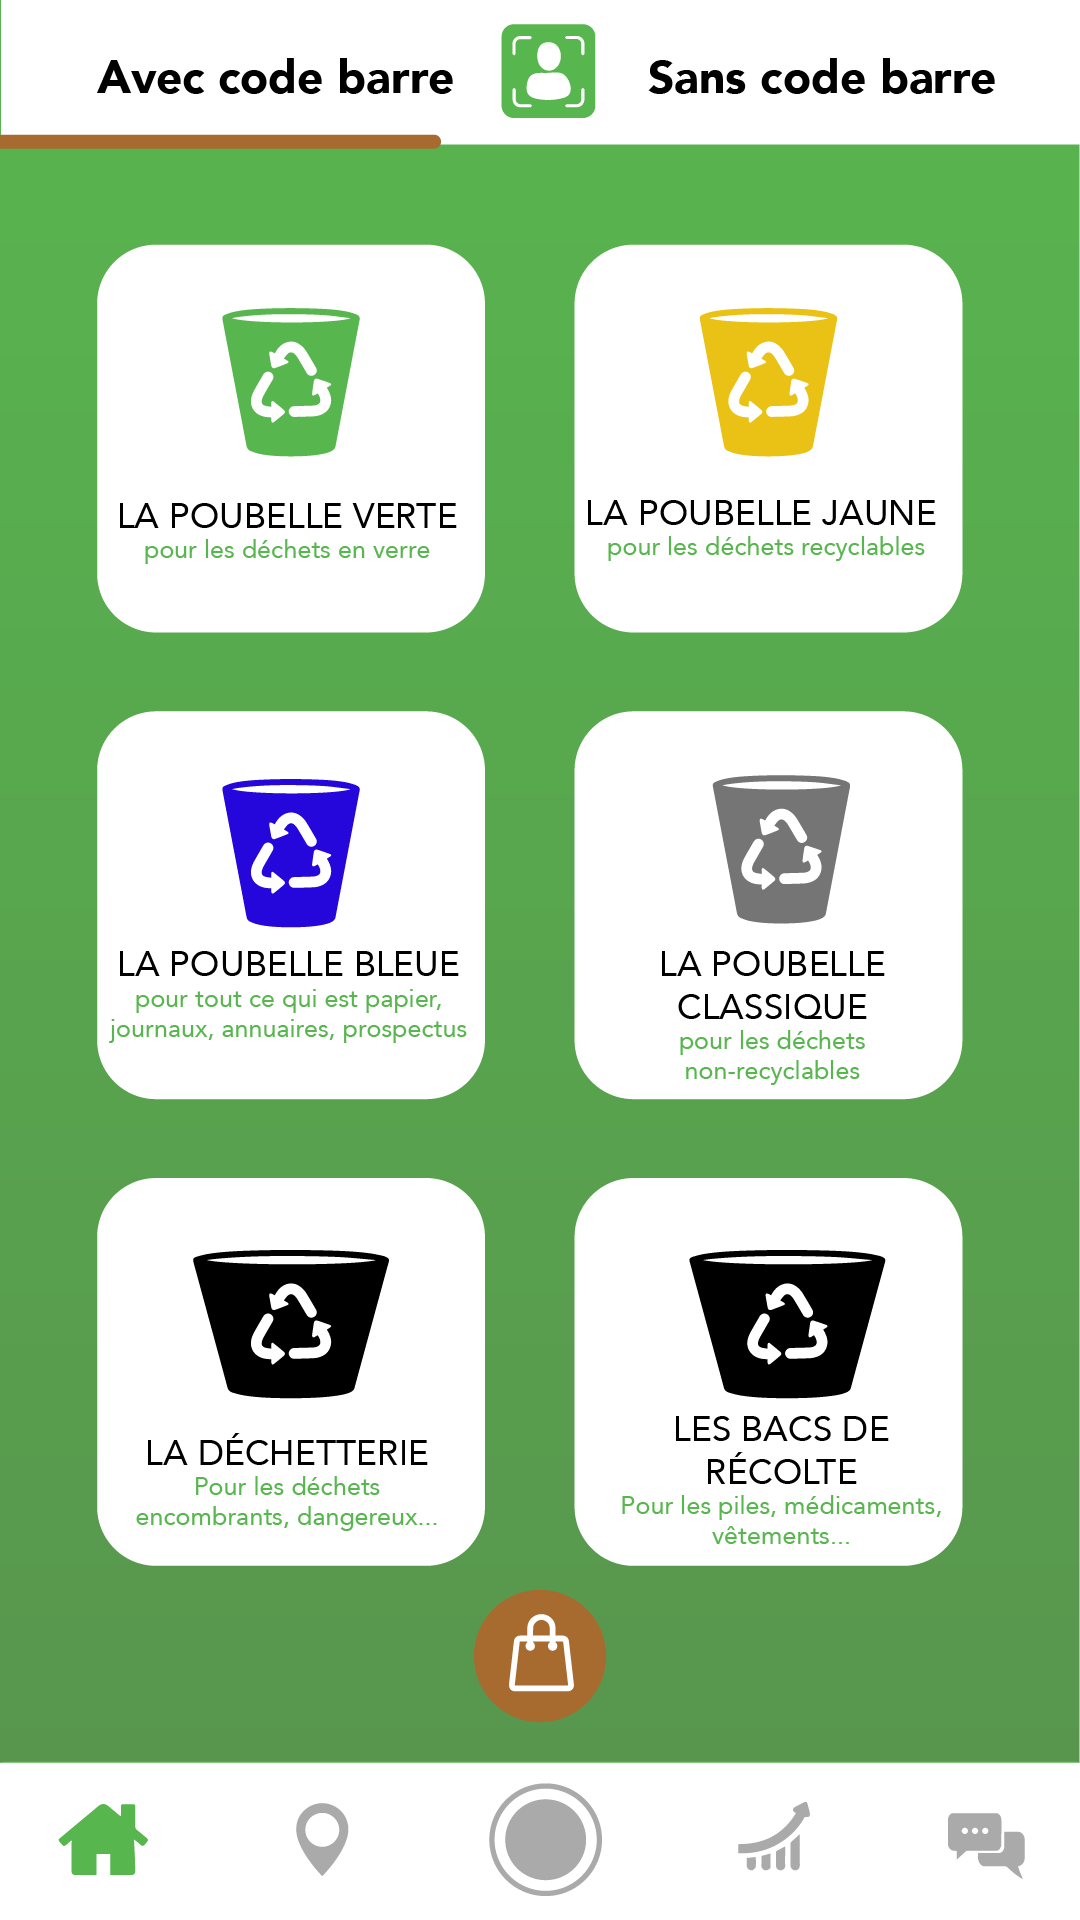 Avec code barre
Sans code barre
LA POUBELLE VERTE
pour les déchets en verre
LA POUBELLE JAUNE
pour les déchets recyclables
LA POUBELLE BLEUE
pour tout ce qui est papier,
journaux, annuaires, prospectus
LA POUBELLE
CLASSIQUE
pour les déchets
non-recyclables
LA DÉCHETTERIE
Pour les déchets
encombrants, dangereux...
LES BACS DE
RÉCOLTE
Pour les piles, médicaments,
vêtements...